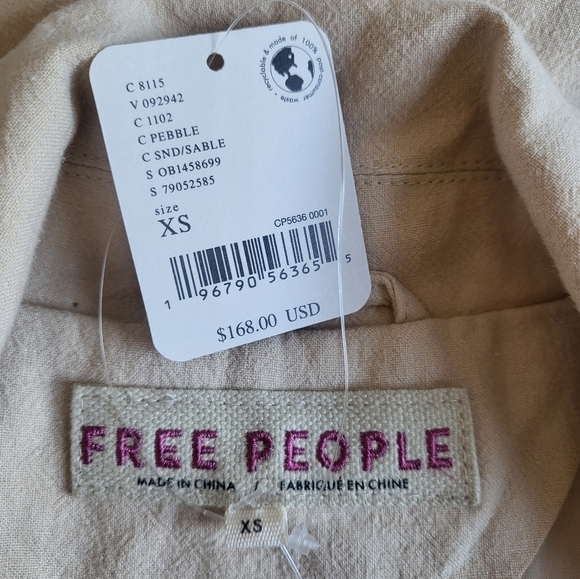 recyclable & made of 100% post-consumer waste •
C 8115
V 092942
C 1102
C PEBBLE
C SND/SABLE
S OB1458699
S 79052585
size
XS
CP5636 0001
1 96790 56365 5
$168.00 USD
FREE PEOPLE
MADE IN CHINA / FABRIQUÉ EN CHINE
XS